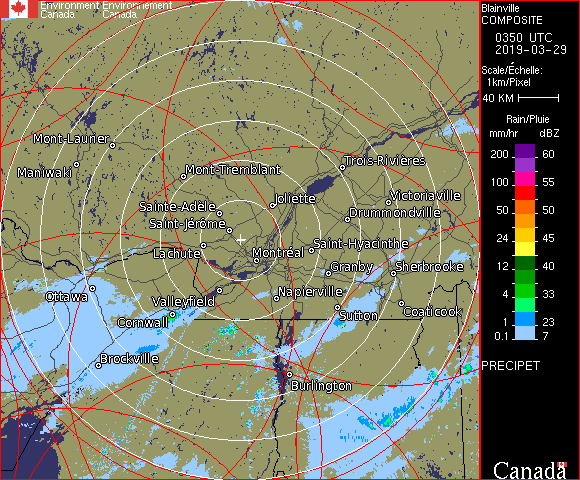 Environment Environnement
Canada Canada
Blainville
COMPOSITE
0350 UTC
2019-03-29
Scale/Échelle:
1km/Pixel
40 KM
Rain/Pluie
mm/hr dBZ
200 60
100 55
50 50
24 45
12 40
4 33
1 23
0.1 7
PRECIPET
Canada
Mont-Laurier
Maniwaki
Mont-Tremblant
Trois-Rivières
Sainte-Adèle
Joliette
Victoriaville
Saint-Jérôme
Drummondville
Lachute
Montréal
Saint-Hyacinthe
Granby
Sherbrooke
Ottawa
Valleyfield
Napierville
Cornwall
Sutton
Coaticook
Brockville
Burlington